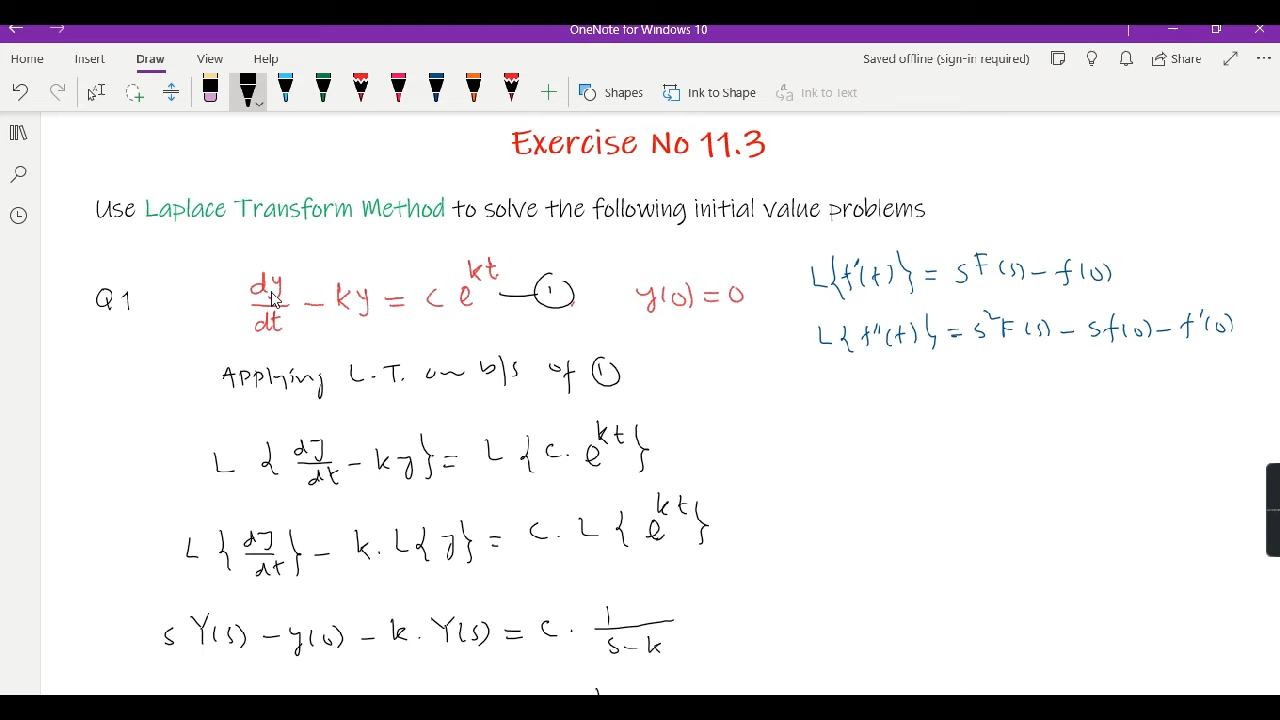 OneNote for Windows 10
Home Insert Draw View Help Saved offline (sign-in required) Share
Shapes Ink to Shape Ink to Text
Exercise No 11.3
Use Laplace Transform Method to solve the following initial value problems
Q1 dy/dt - ky = c e^{kt} — ① y(0) = 0
L{f'(t)} = sF(s) - f(0)
L{f''(t)} = s²F(s) - sf(0) - f'(0)
Applying L.T. on b/s of ①
L{dy/dt - ky} = L{c. e^{kt}}
L{dy/dt} - k. L{y} = c. L{e^{kt}}
s Y(s) - y(0) - k. Y(s) = c. 1/(s-k)